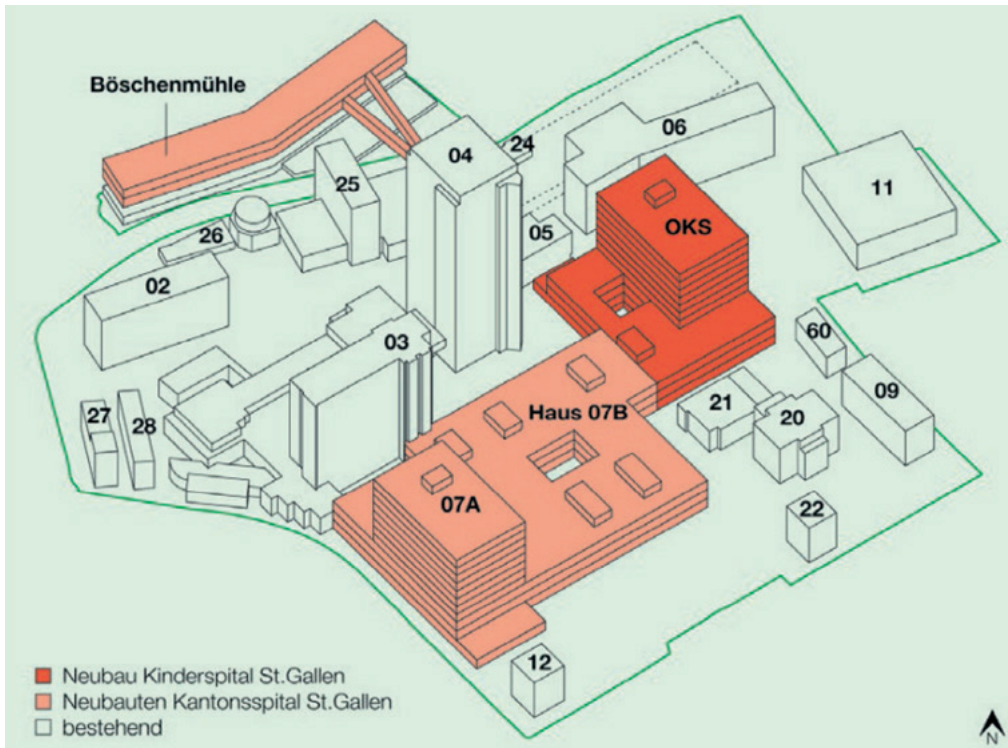 Böschenmühle
04
24
06
25
11
05
OKS
26
02
03
60
27
28
Haus 07B
21
20
09
07A
22
12
Neubau Kinderspital St.Gallen
Neubauten Kantonsspital St.Gallen
bestehend
N